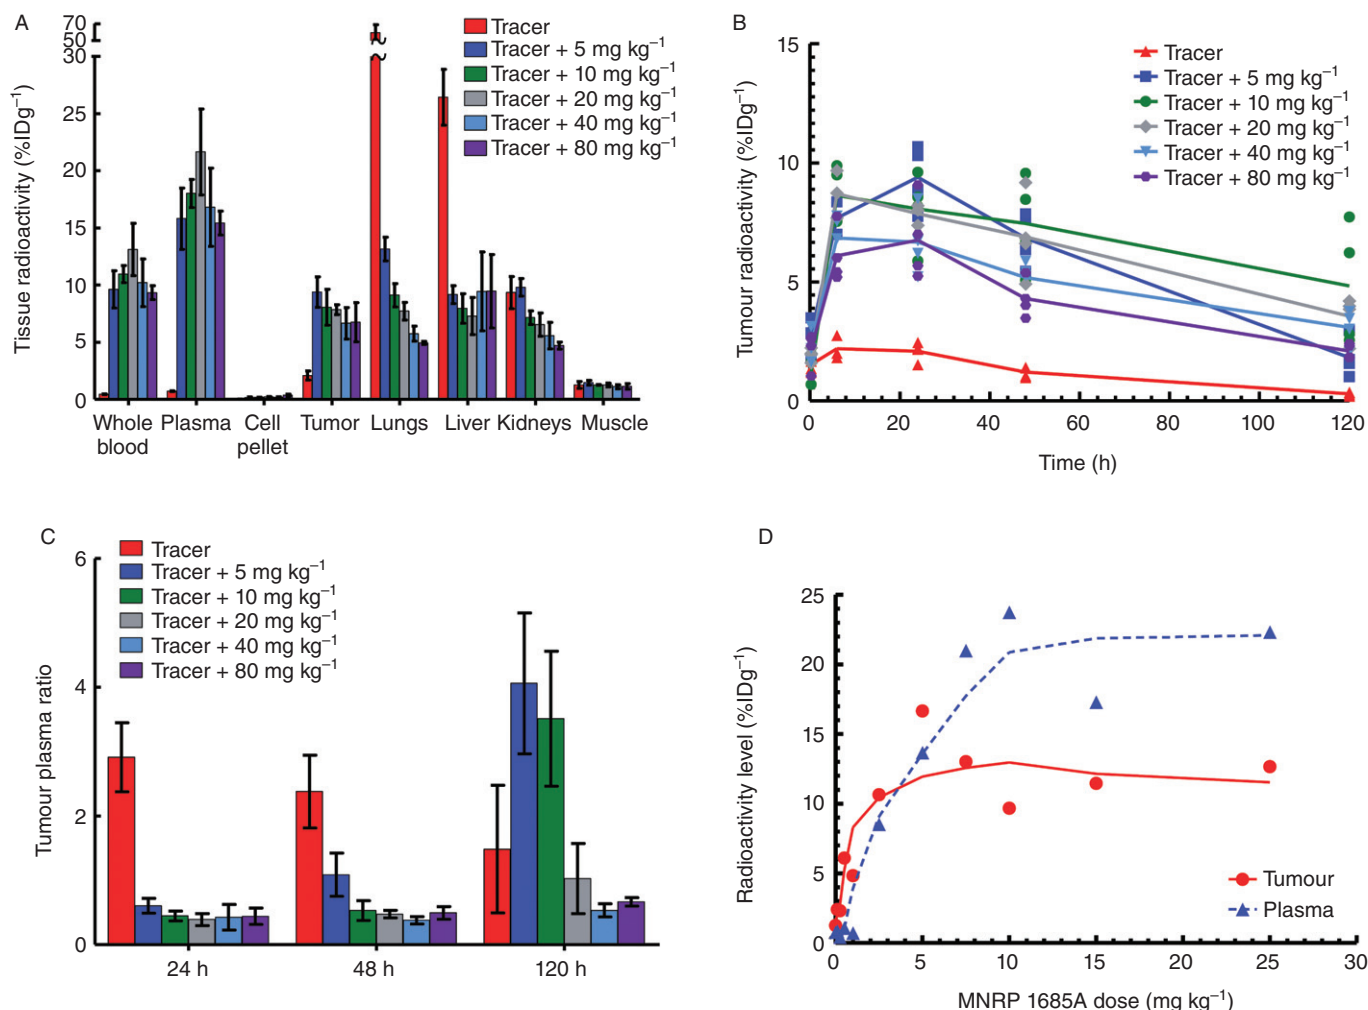 A
Tissue radioactivity (%IDg⁻¹)
70
50
30
25
20
15
10
5
0
Tracer
Tracer + 5 mg kg⁻¹
Tracer + 10 mg kg⁻¹
Tracer + 20 mg kg⁻¹
Tracer + 40 mg kg⁻¹
Tracer + 80 mg kg⁻¹
Whole blood
Plasma
Cell pellet
Tumor
Lungs
Liver
Kidneys
Muscle
B
Tumour radioactivity (%IDg⁻¹)
15
10
5
0
Tracer
Tracer + 5 mg kg⁻¹
Tracer + 10 mg kg⁻¹
Tracer + 20 mg kg⁻¹
Tracer + 40 mg kg⁻¹
Tracer + 80 mg kg⁻¹
0 20 40 60 80 100 120
Time (h)
C
Tumour plasma ratio
6
4
2
0
Tracer
Tracer + 5 mg kg⁻¹
Tracer + 10 mg kg⁻¹
Tracer + 20 mg kg⁻¹
Tracer + 40 mg kg⁻¹
Tracer + 80 mg kg⁻¹
24 h 48 h 120 h
D
Radioactivity level (%IDg⁻¹)
25
20
15
10
5
0
Tumour
Plasma
0 5 10 15 20 25 30
MNRP 1685A dose (mg kg⁻¹)